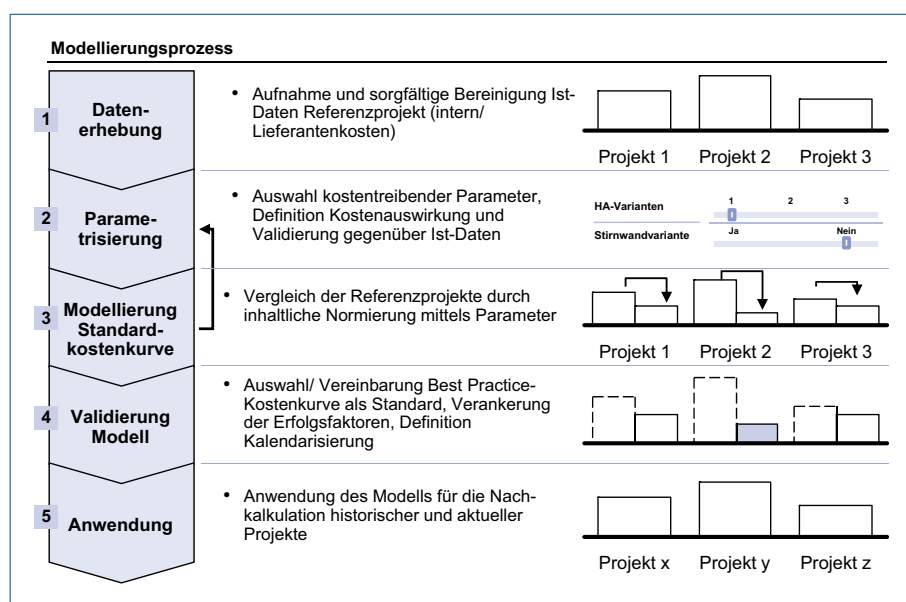 Modellierungsprozess
1
Daten-
erhebung
• Aufnahme und sorgfältige Bereinigung Ist-
Daten Referenzprojekt (intern/
Lieferantenkosten)
Projekt 1
Projekt 2
Projekt 3
2
Parame-
trisierung
• Auswahl kostentreibender Parameter,
Definition Kostenauswirkung und
Validierung gegenüber Ist-Daten
HA-Varianten
1
2
3
Stirnwandvariante
Ja
Nein
3
Modellierung
Standard-
kostenkurve
• Vergleich der Referenzprojekte durch
inhaltliche Normierung mittels Parameter
Projekt 1
Projekt 2
Projekt 3
4
Validierung
Modell
• Auswahl/ Vereinbarung Best Practice-
Kostenkurve als Standard, Verankerung
der Erfolgsfaktoren, Definition
Kalendarisierung
5
Anwendung
• Anwendung des Modells für die Nach-
kalkulation historischer und aktueller
Projekte
Projekt x
Projekt y
Projekt z